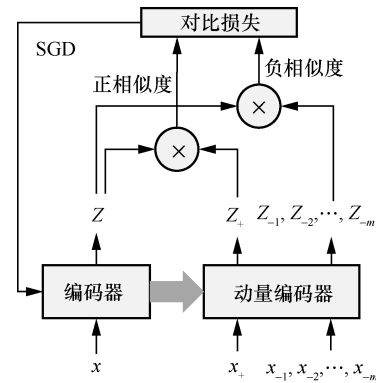 对比损失
SGD
正相似度
负相似度
×
×
Z
Z₊
Z₋₁, Z₋₂,⋯, Z₋ₘ
编码器
动量编码器
x
x₊
x₋₁, x₋₂,⋯, x₋ₘ